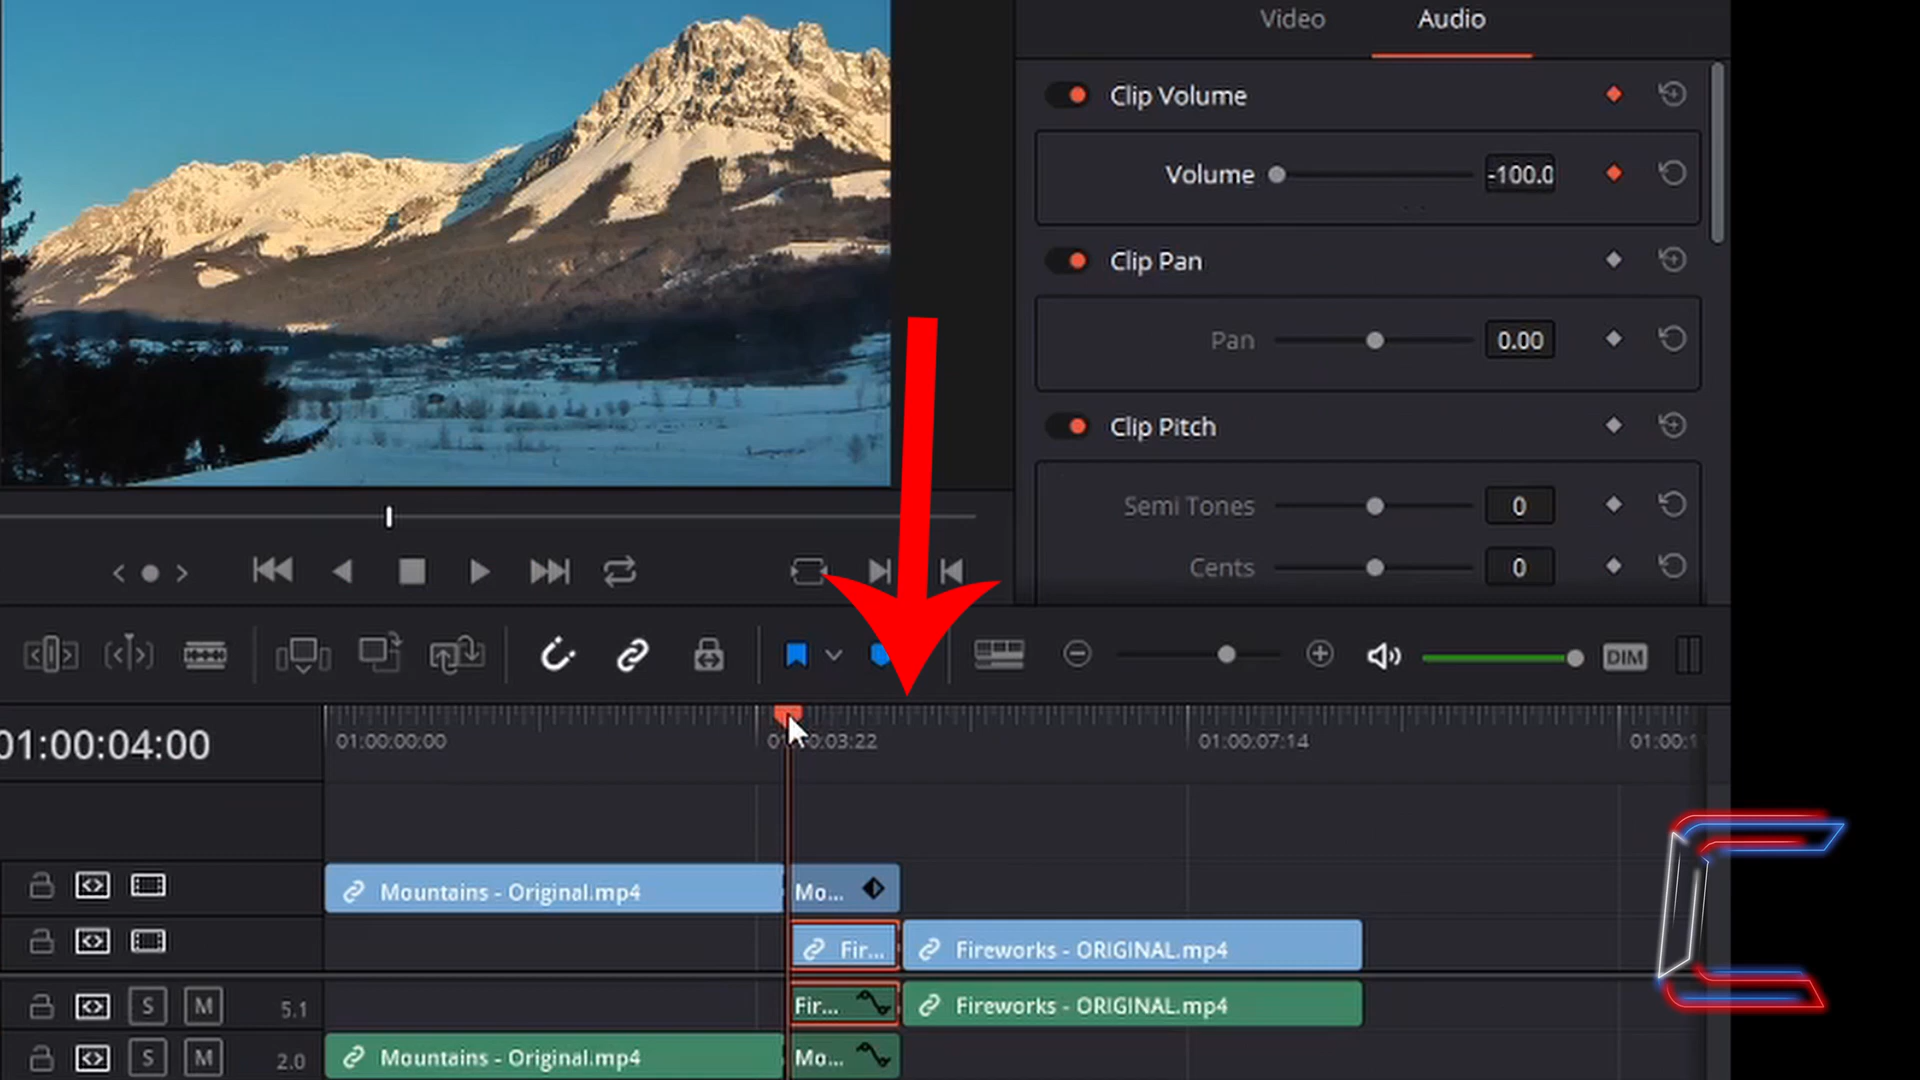 Video Audio
Clip Volume
Volume -100.0
Clip Pan
Pan 0.00
Clip Pitch
Semi Tones 0
Cents 0
DIM
01:00:04:00
01:00:00:00
03:22
01:00:07:14
01:00:1
Mountains - Original.mp4 Mo...
Fir... Fireworks - ORIGINAL.mp4
S M 5.1 Fir... Fireworks - ORIGINAL.mp4
S M 2.0 Mountains - Original.mp4 Mo...